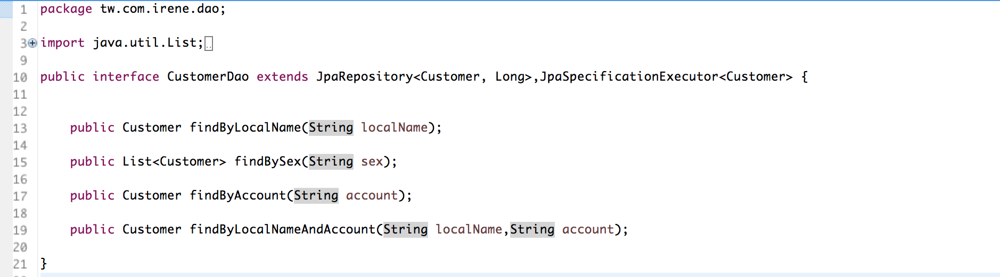 1 package tw.com.irene.dao;
2
3 import java.util.List;
9
10 public interface CustomerDao extends JpaRepository<Customer, Long>,JpaSpecificationExecutor<Customer> {
11
12
13 public Customer findByLocalName(String localName);
14
15 public List<Customer> findBySex(String sex);
16
17 public Customer findByAccount(String account);
18
19 public Customer findByLocalNameAndAccount(String localName,String account);
20
21 }